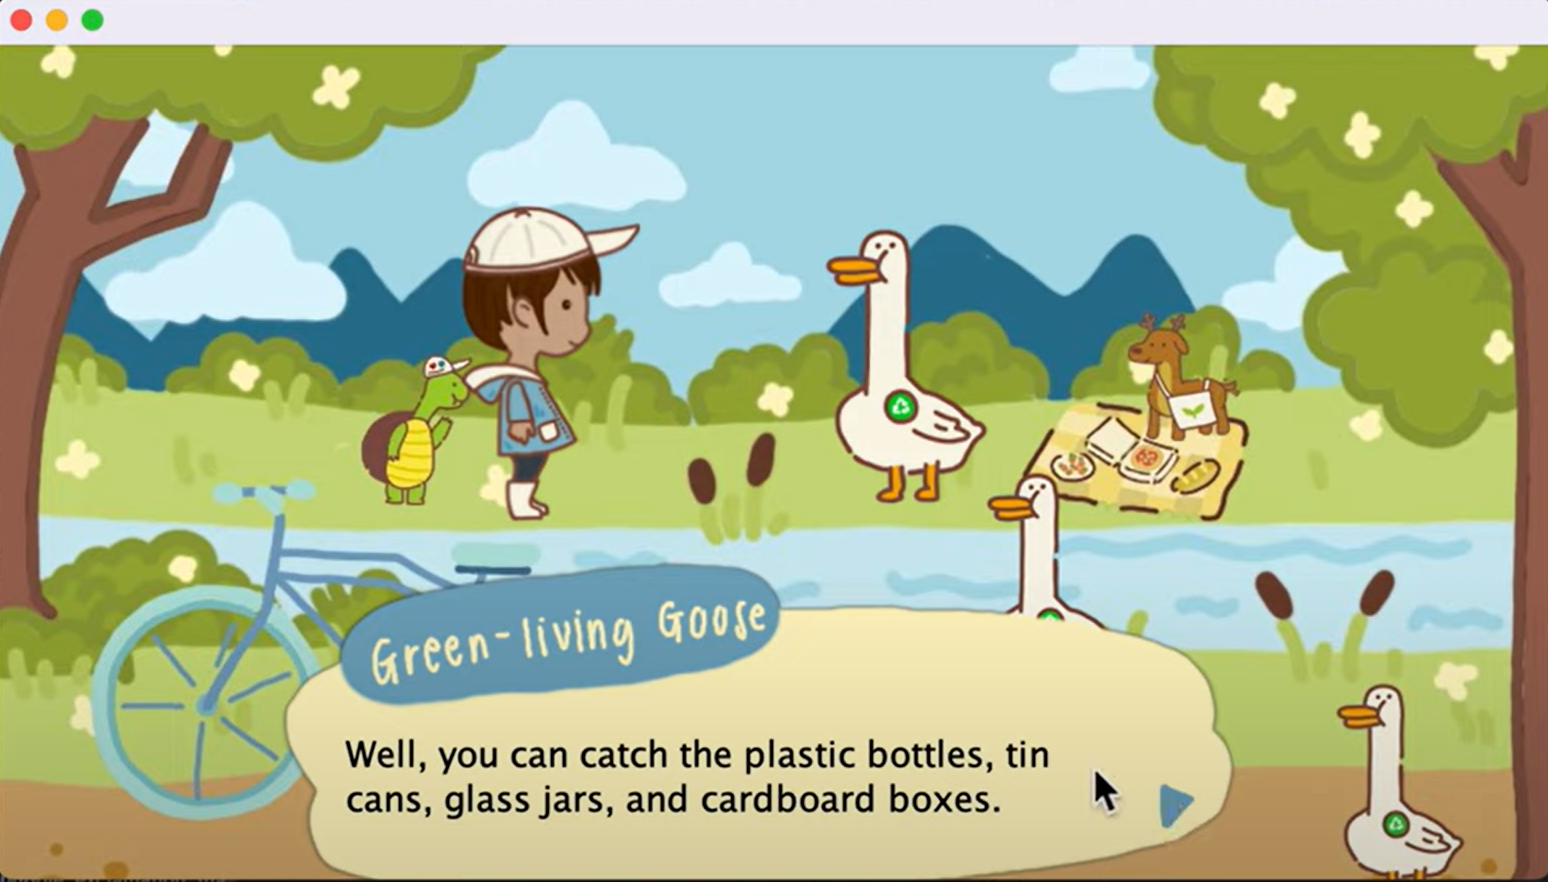 Green-living Goose
Well, you can catch the plastic bottles, tin
cans, glass jars, and cardboard boxes.